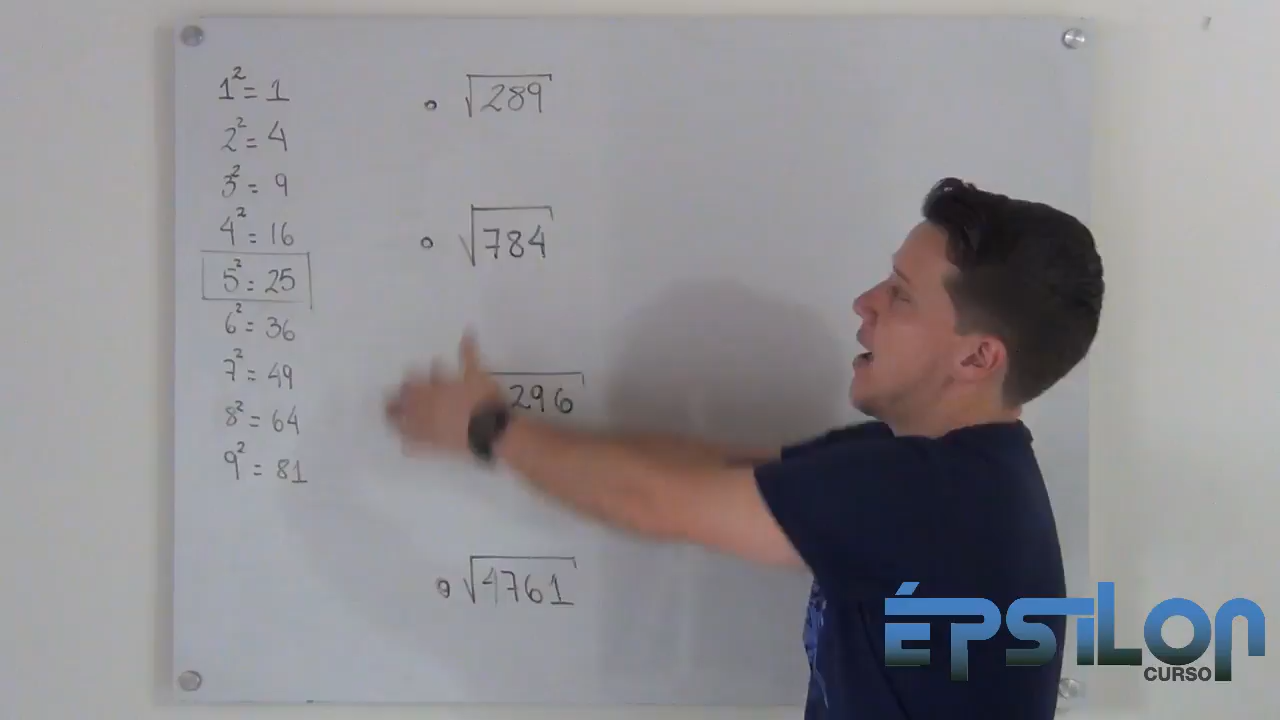 1² = 1
2² = 4
3² = 9
4² = 16
5² = 25
6² = 36
7² = 49
8² = 64
9² = 81
• √289
• √784
296
• √4761
ÉPSILON
CURSO